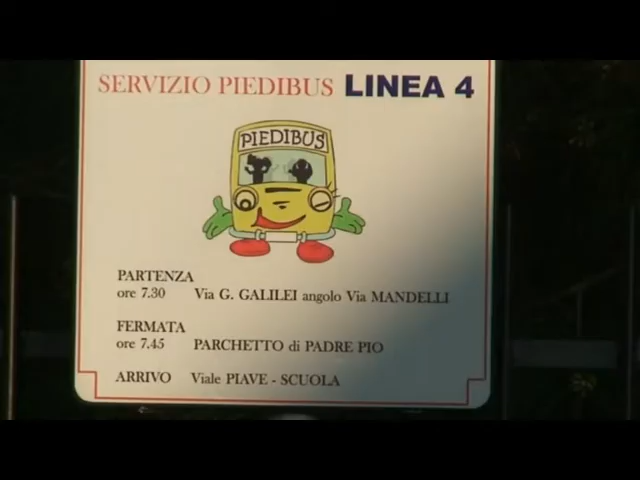 SERVIZIO PIEDIBUS LINEA 4
PIEDIBUS
PARTENZA
ore 7.30 Via G. GALILEI angolo Via MANDELLI
FERMATA
ore 7.45 PARCHETTO di PADRE PIO
ARRIVO Viale PIAVE - SCUOLA